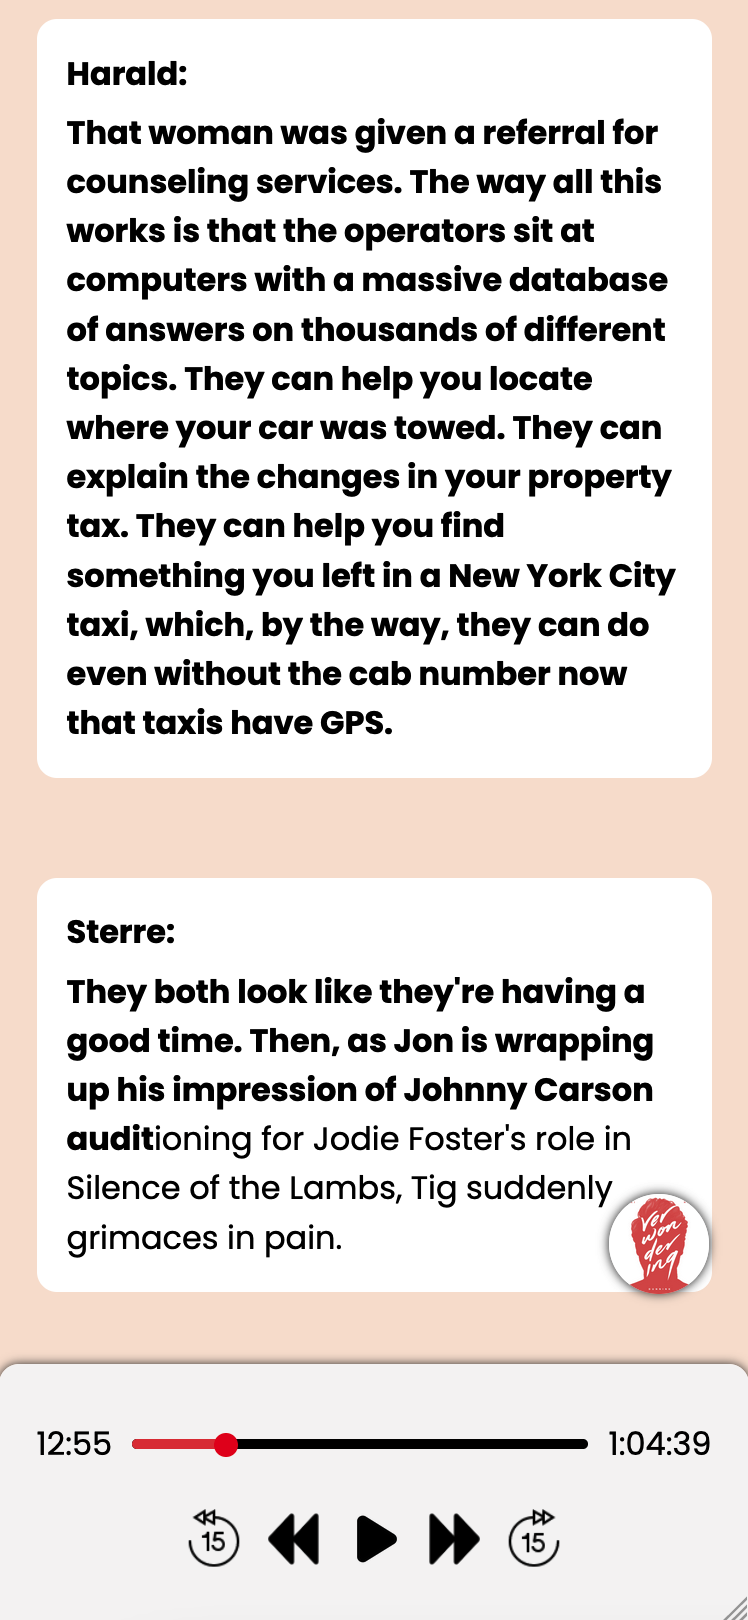 Harald:
That woman was given a referral for
counseling services. The way all this
works is that the operators sit at
computers with a massive database
of answers on thousands of different
topics. They can help you locate
where your car was towed. They can
explain the changes in your property
tax. They can help you find
something you left in a New York City
taxi, which, by the way, they can do
even without the cab number now
that taxis have GPS.
Sterre:
They both look like they're having a
good time. Then, as Jon is wrapping
up his impression of Johnny Carson
auditioning for Jodie Foster's role in
Silence of the Lambs, Tig suddenly
grimaces in pain.
ver
won
der
ing
12:55
1:04:39
15
15